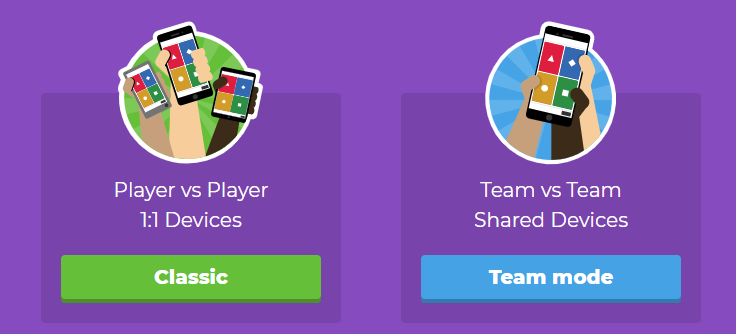 Player vs Player
1:1 Devices
Classic
Team vs Team
Shared Devices
Team mode